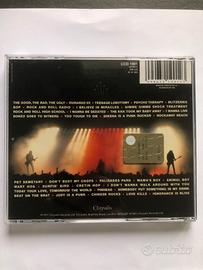 THE GOOD, THE BAD, THE UGLY • DURANGO 95 • TEENAGE LOBOTOMY • PSYCHO THERAPY • BLITZKRIEG
BOP • ROCK AND ROLL RADIO • I BELIEVE IN MIRACLES • GIMME GIMME SHOCK TREATMENT
ROCK AND ROLL HIGH SCHOOL • I WANNA BE SEDATED • THE KKK TOOK MY BABY AWAY • I WANNA LIVE
BONZO GOES TO BITBURG • TOO TOUGH TO DIE • SHEENA IS A PUNK ROCKER • ROCKAWAY BEACH
PET SEMATARY • DON'T BUST MY CHOPS • PALISADES PARK • MAMA'S BOY • ANIMAL BOY
WART HOG • SURFIN' BIRD • CRETIN HOP • I DON'T WANNA WALK AROUND WITH YOU
TODAY YOUR LOVE, TOMORROW THE WORLD • PINHEAD • SOMEBODY PUT SOMETHING IN MY DRINK
BEAT ON THE BRAT • JUDY IS A PUNK • CHINESE ROCKS • LOVE KILLS • IGNORANCE IS BLISS
Chrysalis
Subito.it